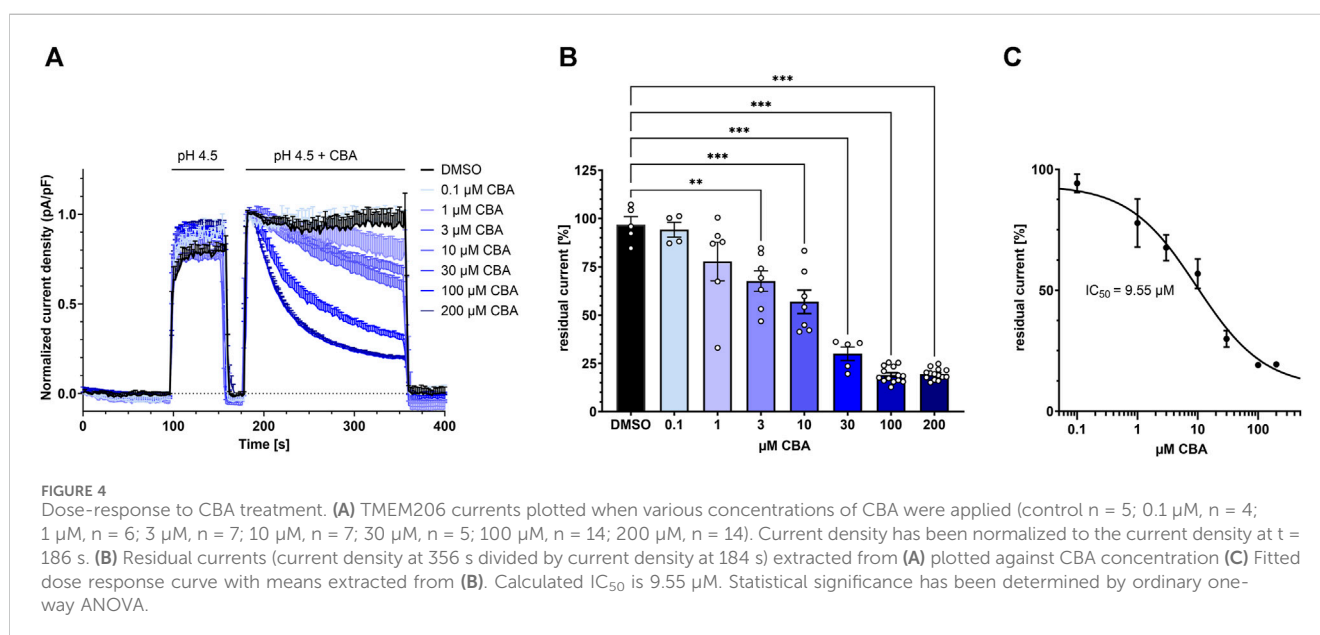 A
pH 4.5
pH 4.5 + CBA
Normalized current density (pA/pF)
1.0
0.5
0.0
0
100
200
300
400
Time [s]
DMSO
0.1 µM CBA
1 µM CBA
3 µM CBA
10 µM CBA
30 µM CBA
100 µM CBA
200 µM CBA
B
***
***
***
***
**
residual current [%]
125
100
75
50
25
0
DMSO 0.1 1 3 10 30 100 200
µM CBA
C
residual current [%]
100
50
0
IC50 = 9.55 µM
0.1 1 10 100
µM CBA
FIGURE 4
Dose-response to CBA treatment. (A) TMEM206 currents plotted when various concentrations of CBA were applied (control n = 5; 0.1 µM, n = 4;
1 µM, n = 6; 3 µM, n = 7; 10 µM, n = 7; 30 µM, n = 5; 100 µM, n = 14; 200 µM, n = 14). Current density has been normalized to the current density at t =
186 s. (B) Residual currents (current density at 356 s divided by current density at 184 s) extracted from (A) plotted against CBA concentration (C) Fitted
dose response curve with means extracted from (B). Calculated IC50 is 9.55 µM. Statistical significance has been determined by ordinary one-
way ANOVA.